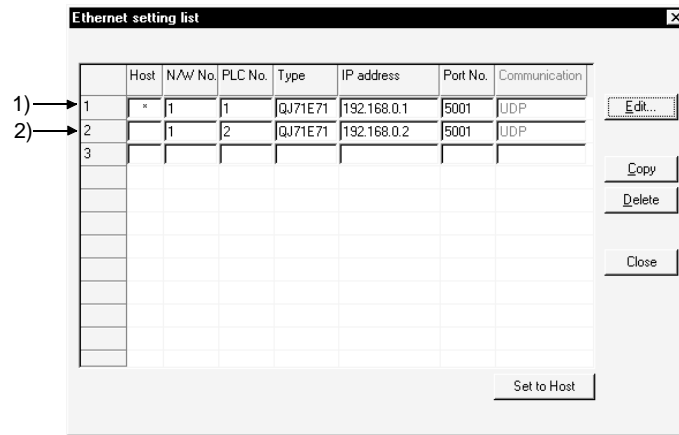 Ethernet setting list
Host N/W No. PLC No. Type IP address Port No. Communication
1) 1 * 1 1 QJ71E71 192.168.0.1 5001 UDP Edit...
2) 2 1 2 QJ71E71 192.168.0.2 5001 UDP
3
Copy
Delete
Close
Set to Host